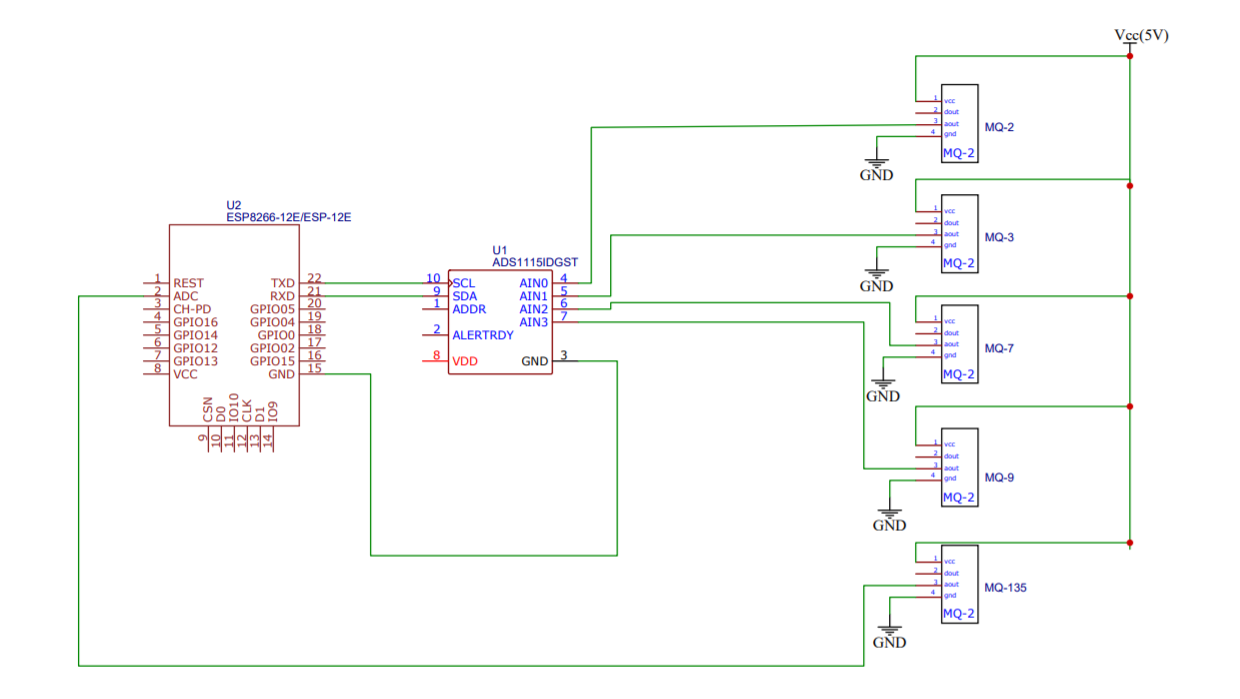 Vcc(5V)
1 vcc
2 dout
3 aout
4 gnd
MQ-2
MQ-2
GND
1 vcc
2 dout
3 aout
4 gnd
MQ-3
MQ-2
GND
U2
ESP8266-12E/ESP-12E
1 REST TXD 22
2 ADC RXD 21
3 CH-PD GPIO05 20
4 GPIO16 GPIO04 19
5 GPIO14 GPIO0 18
6 GPIO12 GPIO02 17
7 GPIO13 GPIO15 16
8 VCC GND 15
CSN D0 IO10 CLK D1 IO9
9 10 11 12 13 14
U1
ADS1115IDGST
10 SCL AIN0 4
9 SDA AIN1 5
1 ADDR AIN2 6
AIN3 7
2 ALERTRDY
8 VDD GND 3
1 vcc
2 dout
3 aout
4 gnd
MQ-7
MQ-2
GND
1 vcc
2 dout
3 aout
4 gnd
MQ-9
MQ-2
GND
1 vcc
2 dout
3 aout
4 gnd
MQ-135
MQ-2
GND